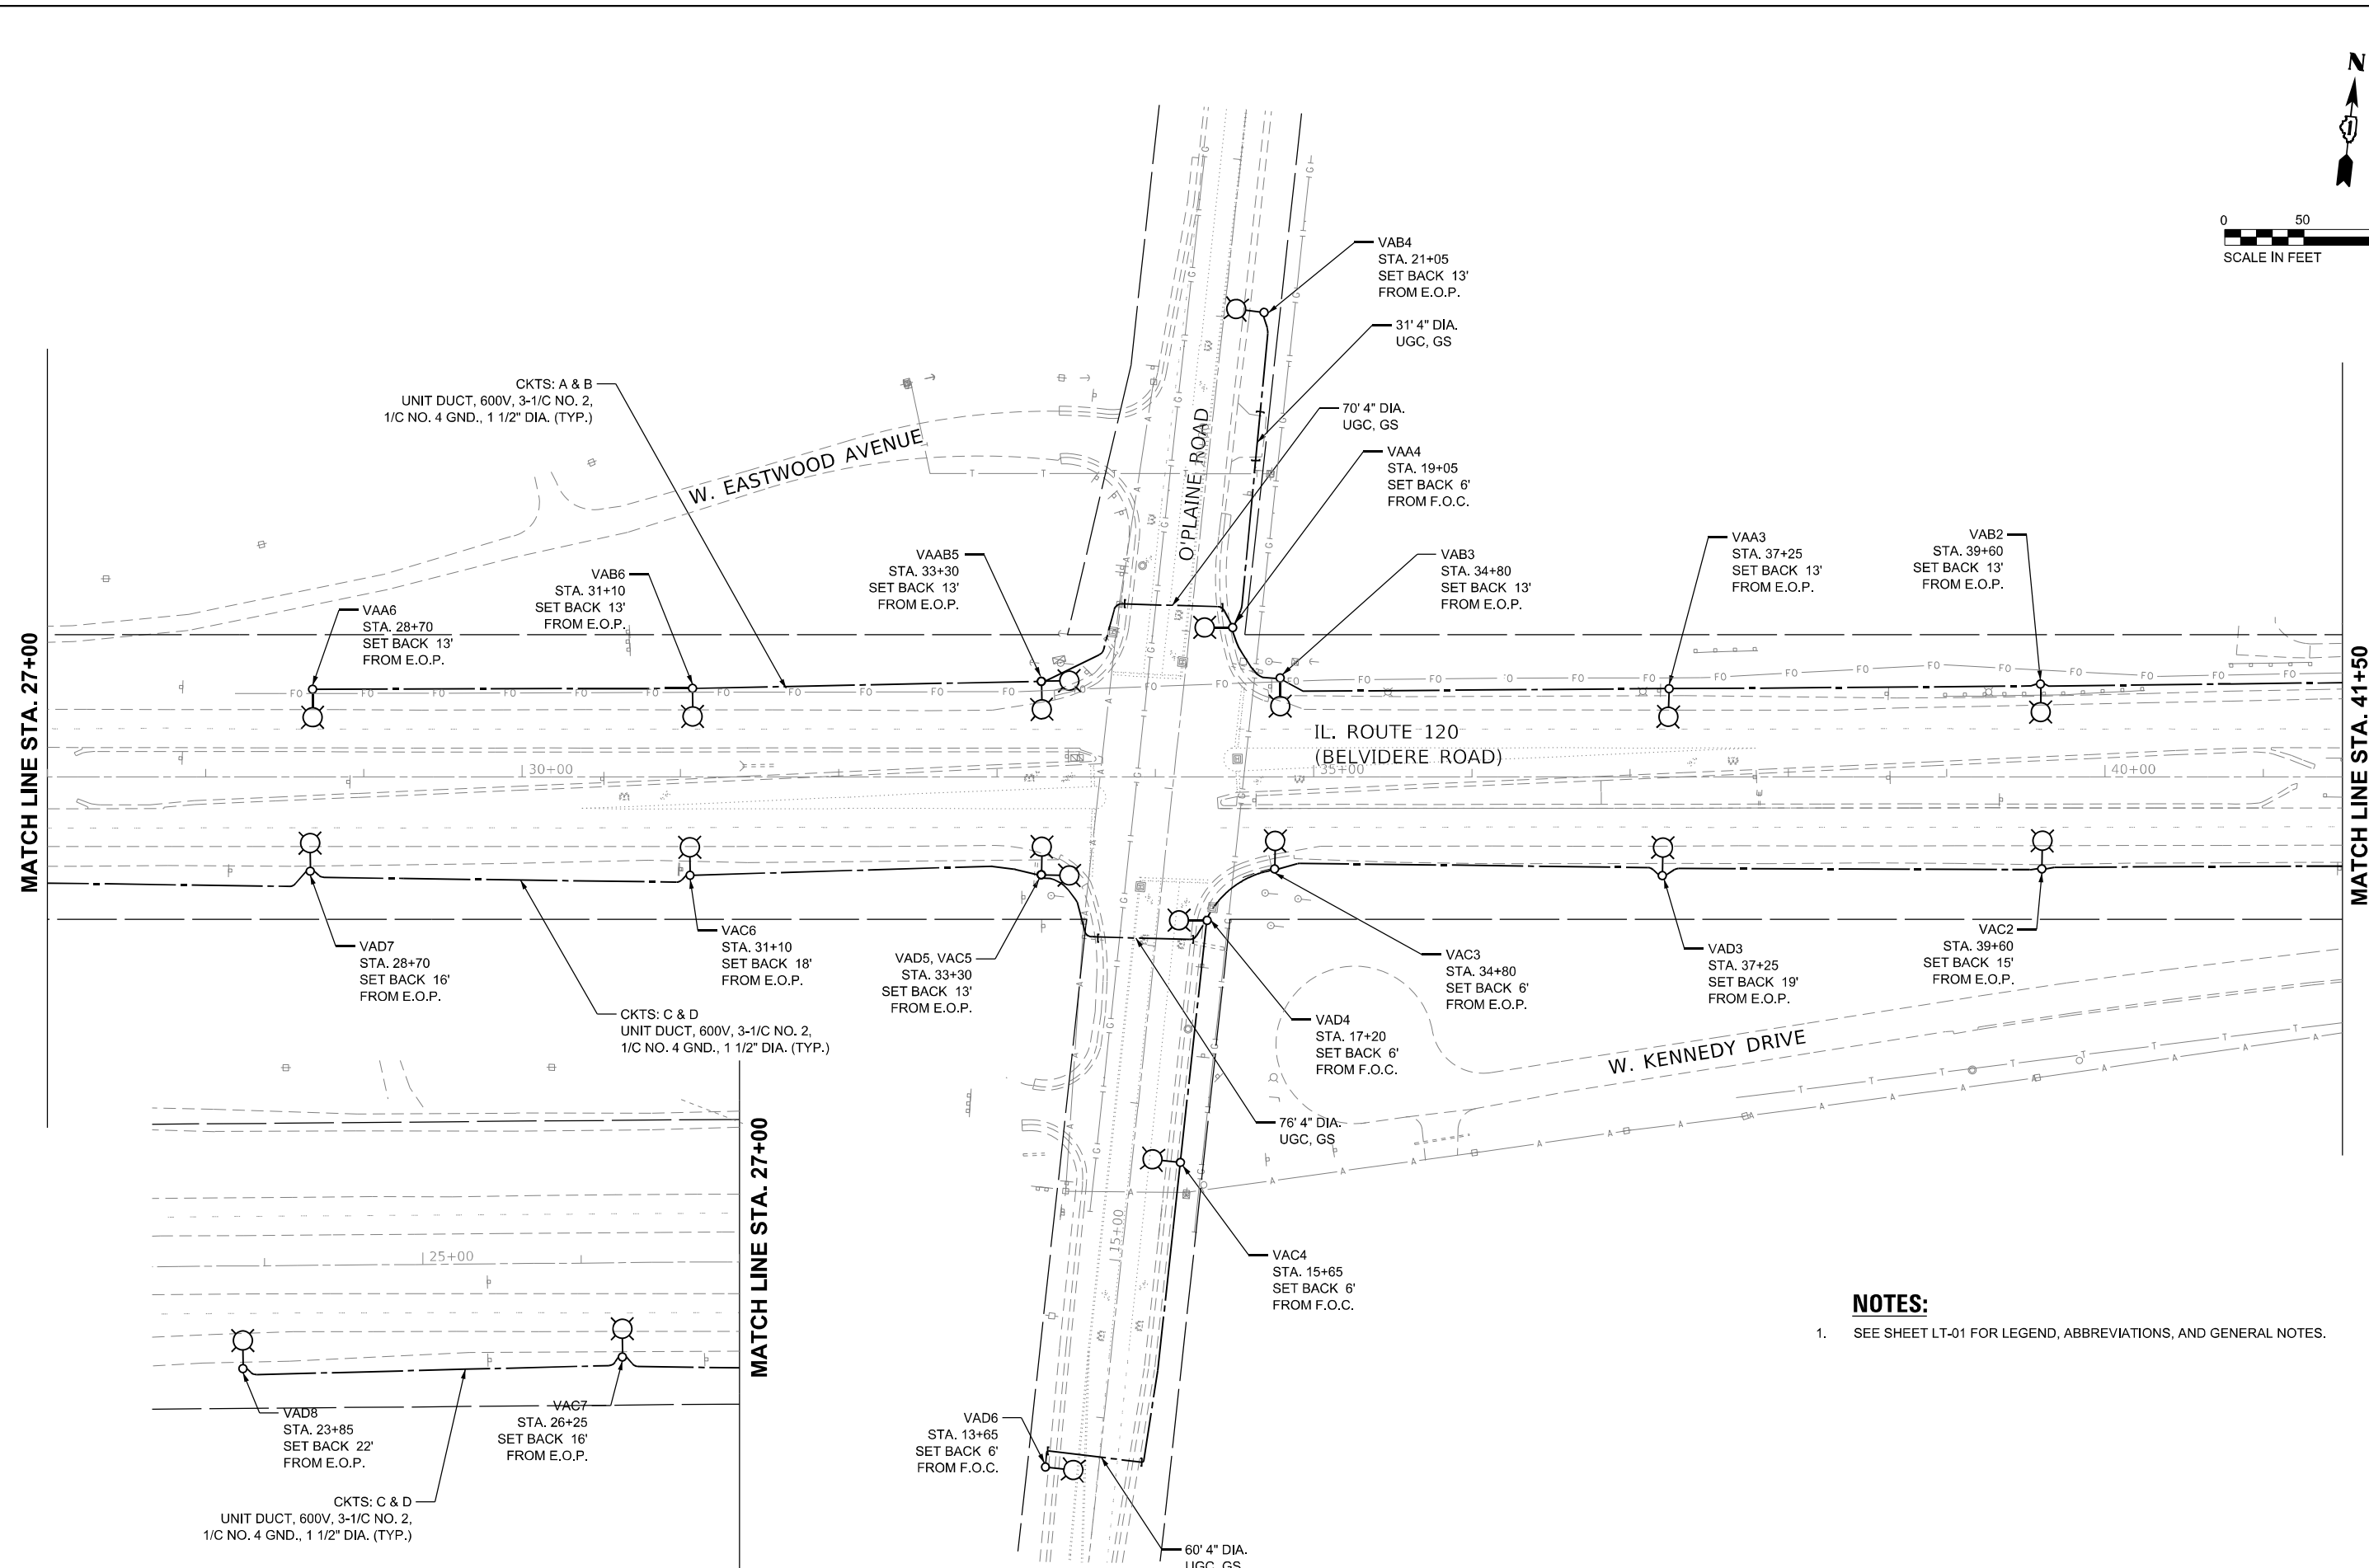 N
0 50
SCALE IN FEET
VAB4
STA. 21+05
SET BACK 13'
FROM E.O.P.
31' 4" DIA.
UGC, GS
70' 4" DIA.
UGC, GS
VAA4
STA. 19+05
SET BACK 6'
FROM F.O.C.
CKTS: A & B
UNIT DUCT, 600V, 3-1/C NO. 2,
1/C NO. 4 GND., 1 1/2" DIA. (TYP.)
W. EASTWOOD AVENUE
O'PLAINE ROAD
VAAB5
STA. 33+30
SET BACK 13'
FROM E.O.P.
VAB6
STA. 31+10
SET BACK 13'
FROM E.O.P.
VAA6
STA. 28+70
SET BACK 13'
FROM E.O.P.
VAB3
STA. 34+80
SET BACK 13'
FROM E.O.P.
VAA3
STA. 37+25
SET BACK 13'
FROM E.O.P.
VAB2
STA. 39+60
SET BACK 13'
FROM E.O.P.
MATCH LINE STA. 27+00
MATCH LINE STA. 41+50
IL. ROUTE 120
(BELVIDERE ROAD)
30+00
35+00
40+00
VAD7
STA. 28+70
SET BACK 16'
FROM E.O.P.
VAC6
STA. 31+10
SET BACK 18'
FROM E.O.P.
VAD5, VAC5
STA. 33+30
SET BACK 13'
FROM E.O.P.
VAC3
STA. 34+80
SET BACK 6'
FROM E.O.P.
VAD3
STA. 37+25
SET BACK 19'
FROM E.O.P.
VAC2
STA. 39+60
SET BACK 15'
FROM E.O.P.
CKTS: C & D
UNIT DUCT, 600V, 3-1/C NO. 2,
1/C NO. 4 GND., 1 1/2" DIA. (TYP.)
VAD4
STA. 17+20
SET BACK 6'
FROM F.O.C.
W. KENNEDY DRIVE
76' 4" DIA.
UGC, GS
MATCH LINE STA. 27+00
25+00
15+00
VAC4
STA. 15+65
SET BACK 6'
FROM F.O.C.
VAD8
STA. 23+85
SET BACK 22'
FROM E.O.P.
VAC7
STA. 26+25
SET BACK 16'
FROM E.O.P.
VAD6
STA. 13+65
SET BACK 6'
FROM F.O.C.
CKTS: C & D
UNIT DUCT, 600V, 3-1/C NO. 2,
1/C NO. 4 GND., 1 1/2" DIA. (TYP.)
60' 4" DIA.
UGC, GS
NOTES:
1. SEE SHEET LT-01 FOR LEGEND, ABBREVIATIONS, AND GENERAL NOTES.